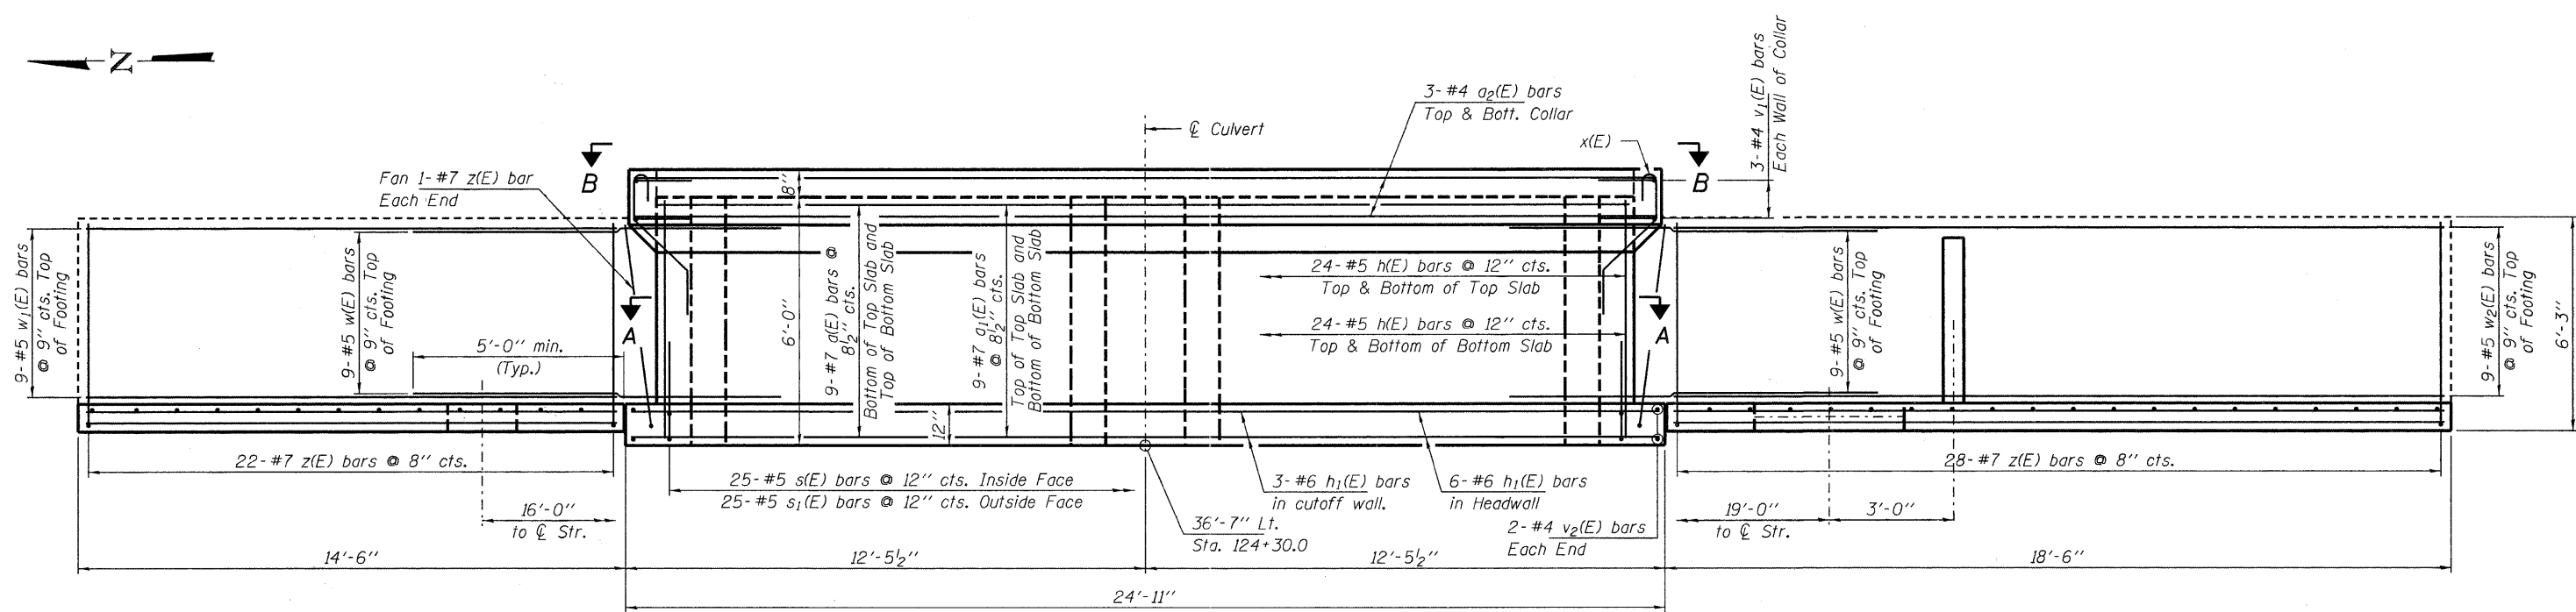 N
3-#4 a2(E) bars
Top & Bott. Collar
3-#4 v1(E) bars
Each Wall of Collar
℄ Culvert
x(E)
B
B
Fan 1-#7 z(E) bar
Each End
8"
9-#5 w1(E) bars
@ 9" cts. Top
of Footing
9-#5 w(E) bars
@ 9" cts. Top
of Footing
5'-0" min.
(Typ.)
A
6'-0"
9-#7 a(E) bars @
8½" cts.
Bottom of Top Slab and
Top of Bottom Slab
9-#7 a1(E) bars
@ 8½" cts.
Top of Top Slab and
Bottom of Bottom Slab
24-#5 h(E) bars @ 12" cts.
Top & Bottom of Top Slab
24-#5 h(E) bars @ 12" cts.
Top & Bottom of Bottom Slab
A
9-#5 w(E) bars
@ 9" cts. Top
of Footing
9-#5 w2(E) bars
@ 9" cts. Top
of Footing
6'-3"
12"
22-#7 z(E) bars @ 8" cts.
25-#5 s(E) bars @ 12" cts. Inside Face
25-#5 s1(E) bars @ 12" cts. Outside Face
3-#6 h1(E) bars
in cutoff wall.
6-#6 h1(E) bars
in Headwall
28-#7 z(E) bars @ 8" cts.
16'-0"
to ℄ Str.
36'-7" Lt.
Sta. 124+30.0
2-#4 v2(E) bars
Each End
19'-0"
to ℄ Str.
3'-0"
14'-6"
12'-5½"
12'-5½"
18'-6"
24'-11"